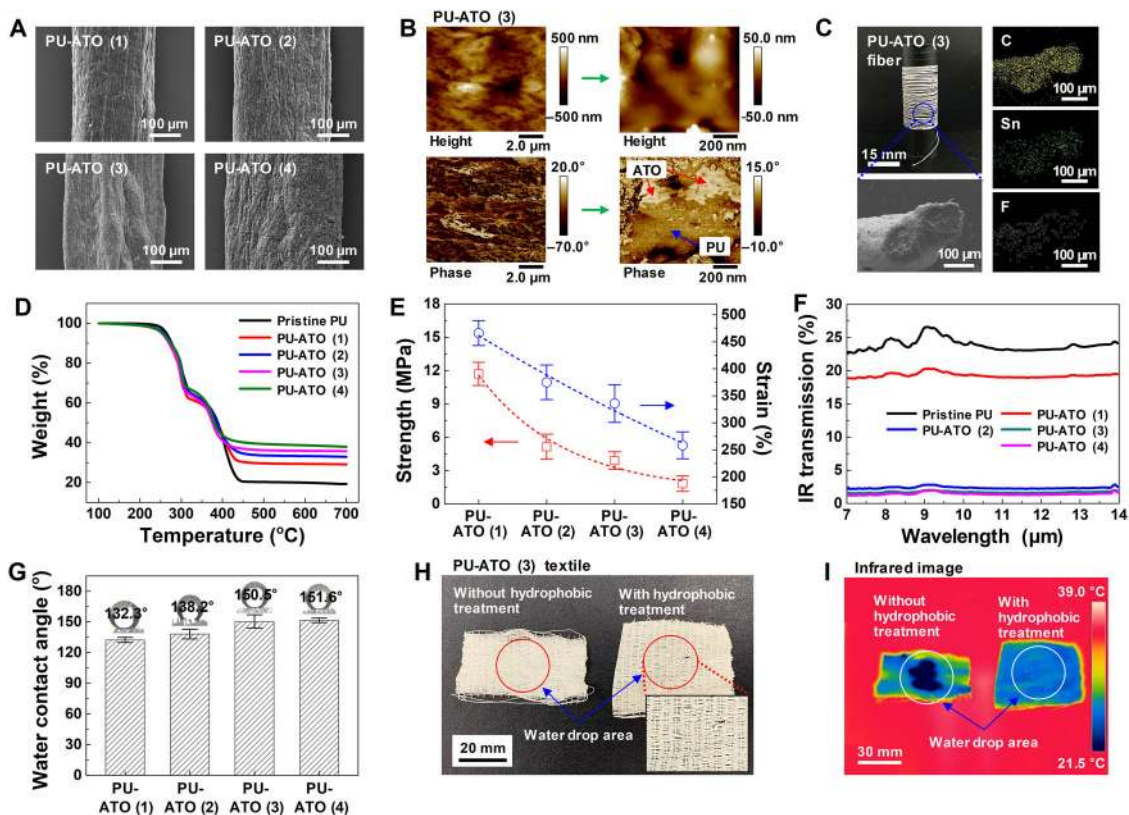 A
PU-ATO (1)
100 µm
PU-ATO (2)
100 µm
PU-ATO (3)
100 µm
PU-ATO (4)
100 µm
B
PU-ATO (3)
500 nm
−500 nm
Height
2.0 µm
50.0 nm
−50.0 nm
Height
200 nm
20.0°
−70.0°
Phase
2.0 µm
ATO
PU
15.0°
−10.0°
Phase
200 nm
C
PU-ATO (3)
fiber
15 mm
100 µm
C
100 µm
Sn
100 µm
F
100 µm
D
Weight (%)
100
80
60
40
20
Pristine PU
PU-ATO (1)
PU-ATO (2)
PU-ATO (3)
PU-ATO (4)
100 200 300 400 500 600 700
Temperature (°C)
E
Strength (MPa)
18
15
12
9
6
3
0
500
450
400
350
300
250
200
150
Strain (%)
PU-
ATO (1)
PU-
ATO (2)
PU-
ATO (3)
PU-
ATO (4)
F
IR transmission (%)
30
25
20
15
10
5
0
Pristine PU
PU-ATO (1)
PU-ATO (2)
PU-ATO (3)
PU-ATO (4)
7 8 9 10 11 12 13 14
Wavelength (µm)
G
Water contact angle (°)
180
150
120
90
60
30
0
132.3°
138.2°
150.5°
151.6°
PU-
ATO (1)
PU-
ATO (2)
PU-
ATO (3)
PU-
ATO (4)
H
PU-ATO (3) textile
Without hydrophobic
treatment
With hydrophobic
treatment
Water drop area
20 mm
I
Infrared image
39.0 °C
Without
hydrophobic
treatment
With
hydrophobic
treatment
Water drop area
30 mm
21.5 °C